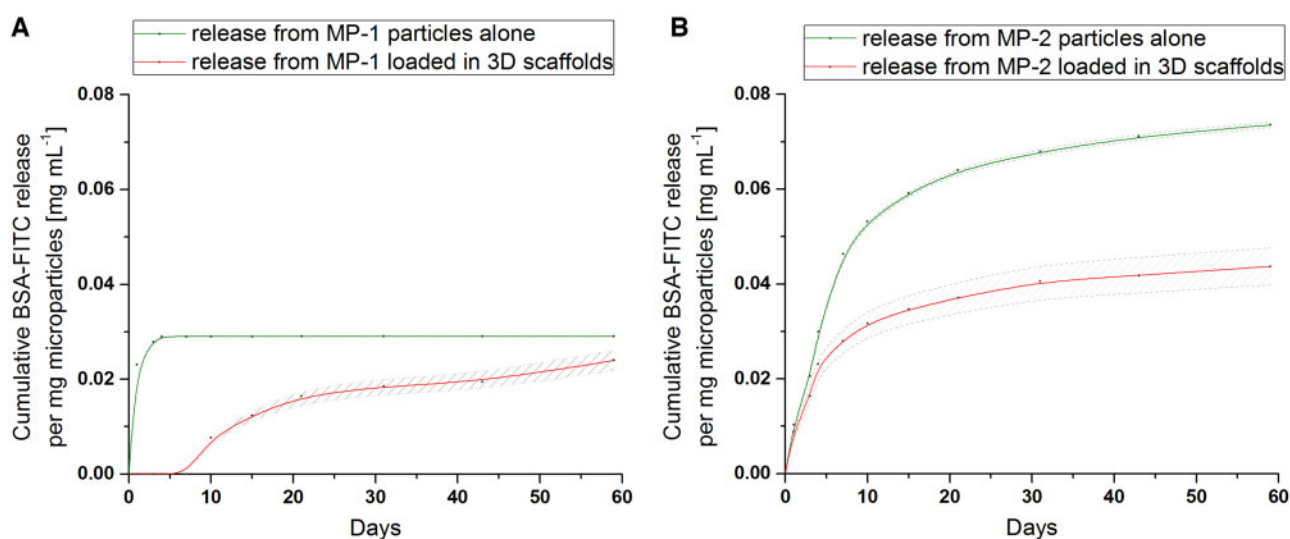 A
release from MP-1 particles alone
release from MP-1 loaded in 3D scaffolds
Cumulative BSA-FITC release
per mg microparticles [mg mL⁻¹]
0.08
0.06
0.04
0.02
0.00
0
10
20
30
40
50
60
Days
B
release from MP-2 particles alone
release from MP-2 loaded in 3D scaffolds
Cumulative BSA-FITC release
per mg microparticles [mg mL⁻¹]
0.08
0.06
0.04
0.02
0.00
0
10
20
30
40
50
60
Days